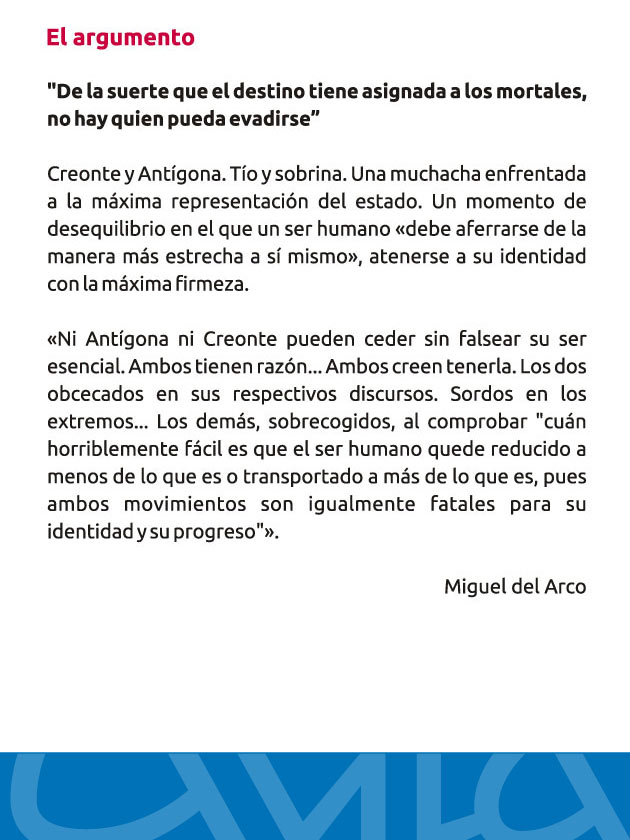 El argumento
"De la suerte que el destino tiene asignada a los mortales,
no hay quien pueda evadirse”
Creonte y Antígona. Tío y sobrina. Una muchacha enfrentada
a la máxima representación del estado. Un momento de
desequilibrio en el que un ser humano «debe aferrarse de la
manera más estrecha a sí mismo», atenerse a su identidad
con la máxima firmeza.
«Ni Antígona ni Creonte pueden ceder sin falsear su ser
esencial. Ambos tienen razón... Ambos creen tenerla. Los dos
obcecados en sus respectivos discursos. Sordos en los
extremos... Los demás, sobrecogidos, al comprobar "cuán
horriblemente fácil es que el ser humano quede reducido a
menos de lo que es o transportado a más de lo que es, pues
ambos movimientos son igualmente fatales para su
identidad y su progreso"».
Miguel del Arco